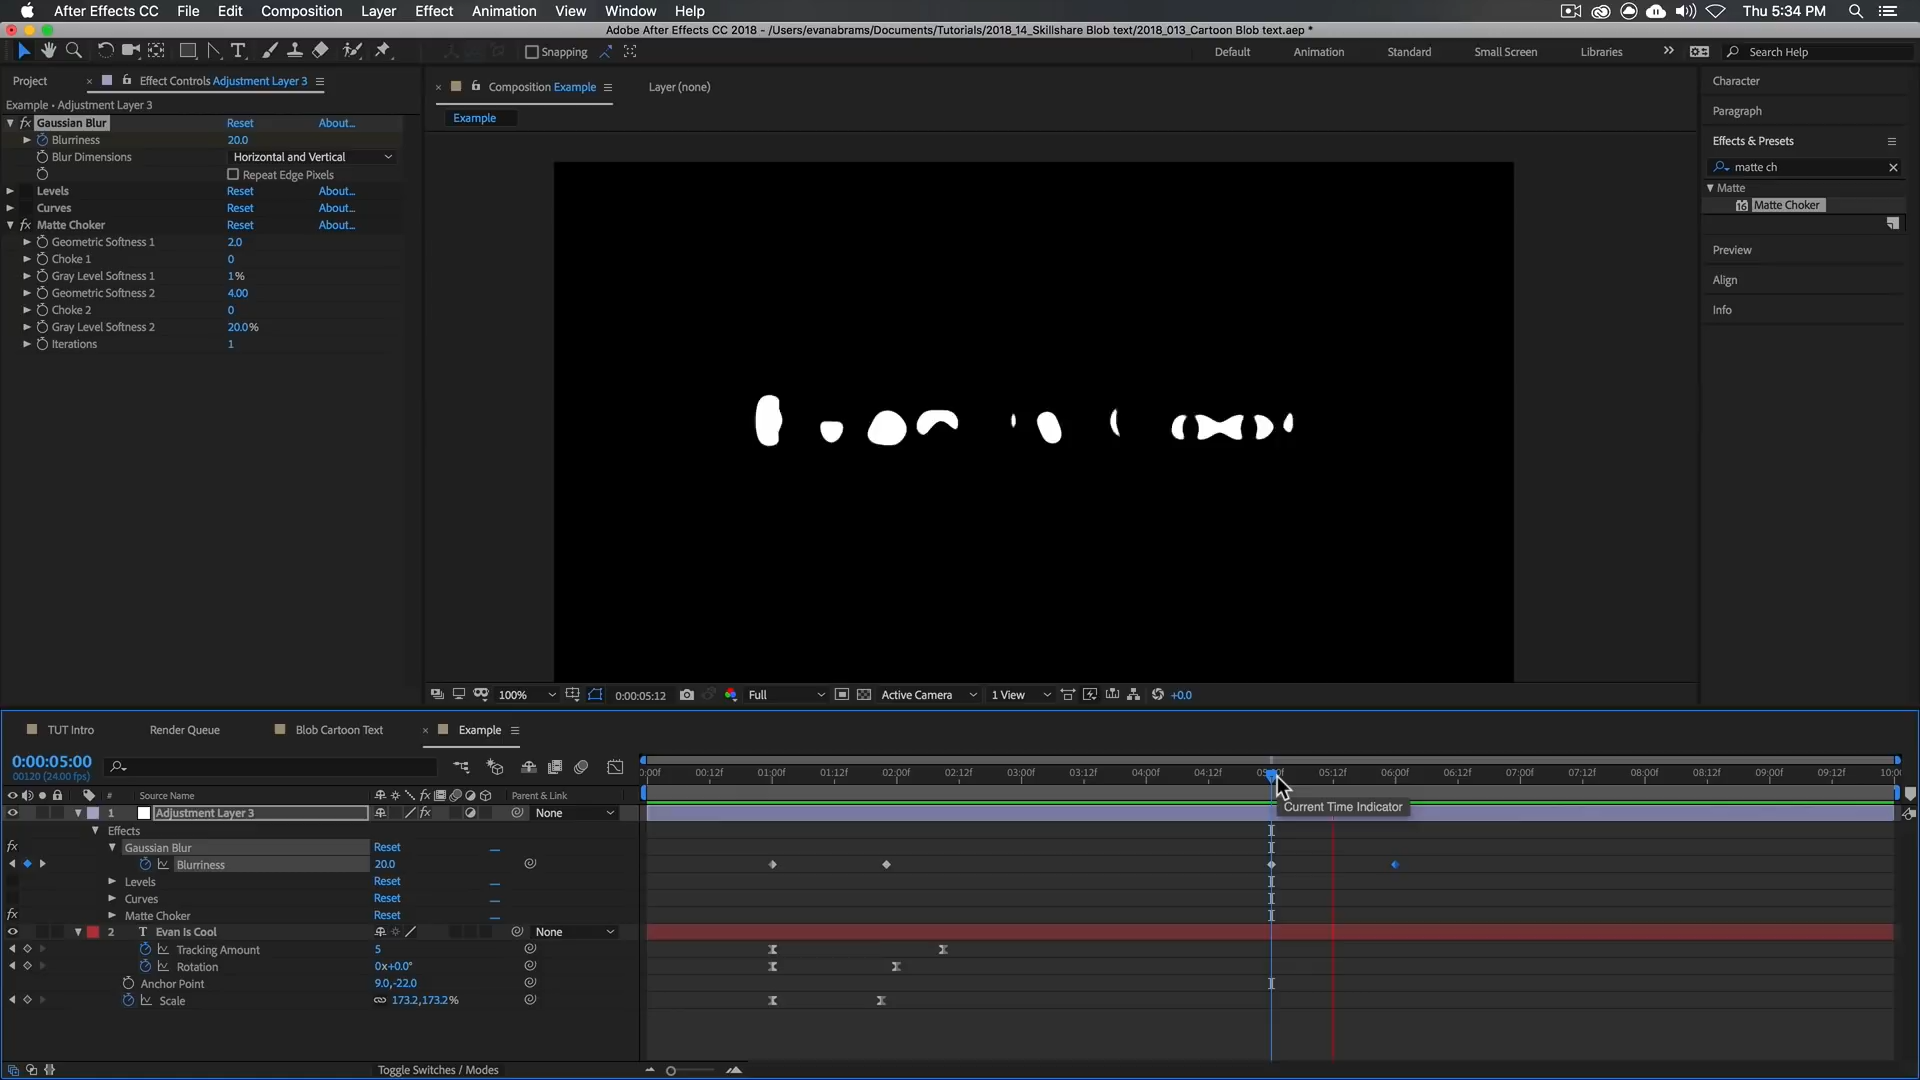 After Effects CC File Edit Composition Layer Effect Animation View Window Help Thu 5:34 PM
Adobe After Effects CC 2018 - /Users/evanabrams/Documents/Tutorials/2018_14_Skillshare Blob text/2018_013_Cartoon Blob text.aep *
Snapping Default Animation Standard Small Screen Libraries Search Help
Project Effect Controls Adjustment Layer 3 Composition Example Layer (none) Character
Example • Adjustment Layer 3
Gaussian Blur Reset About... Example Paragraph
Blurriness 20.0 Effects & Presets
Blur Dimensions Horizontal and Vertical matte ch
Repeat Edge Pixels
Levels Reset About... Matte
Curves Reset About... Matte Choker
Matte Choker Reset About...
Geometric Softness 1 2.0 Preview
Choke 1 0
Gray Level Softness 1 1% Align
Geometric Softness 2 4.00
Choke 2 0 Info
Gray Level Softness 2 20.0%
Iterations 1
100% 0:00:05:12 Full Active Camera 1 View +0.0
TUT Intro Render Queue Blob Cartoon Text Example
0:00:05:00
00120 (24.00 fps) 00:12f 01:00f 01:12f 02:00f 02:12f 03:00f 03:12f 04:00f 04:12f 05:12f 06:00f 06:12f 07:00f 07:12f 08:00f 08:12f 09:00f 09:12f
# Source Name Parent & Link
1 Adjustment Layer 3 None Current Time Indicator
Effects
Gaussian Blur Reset
Blurriness 20.0
Levels Reset
Curves Reset
Matte Choker Reset
2 T Evan Is Cool None
Tracking Amount 5
Rotation 0x+0.0°
Anchor Point 9.0,-22.0
Scale 173.2,173.2%
Toggle Switches / Modes